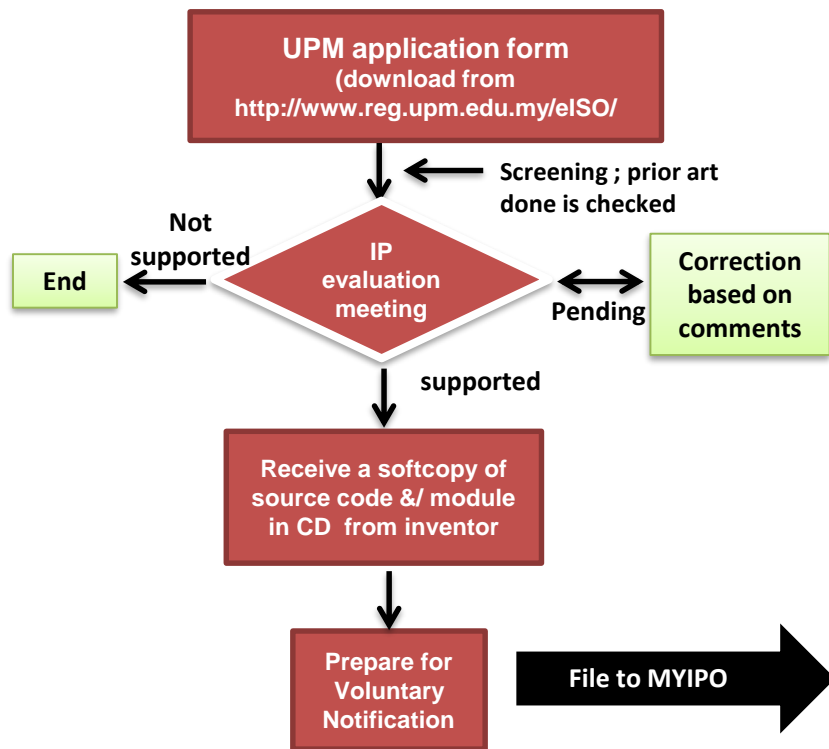 UPM application form
(download from
http://www.reg.upm.edu.my/eISO/
Screening ; prior art
done is checked
Not
supported
End
IP
evaluation
meeting
Pending
Correction
based on
comments
supported
Receive a softcopy of
source code &/ module
in CD from inventor
Prepare for
Voluntary
Notification
File to MYIPO